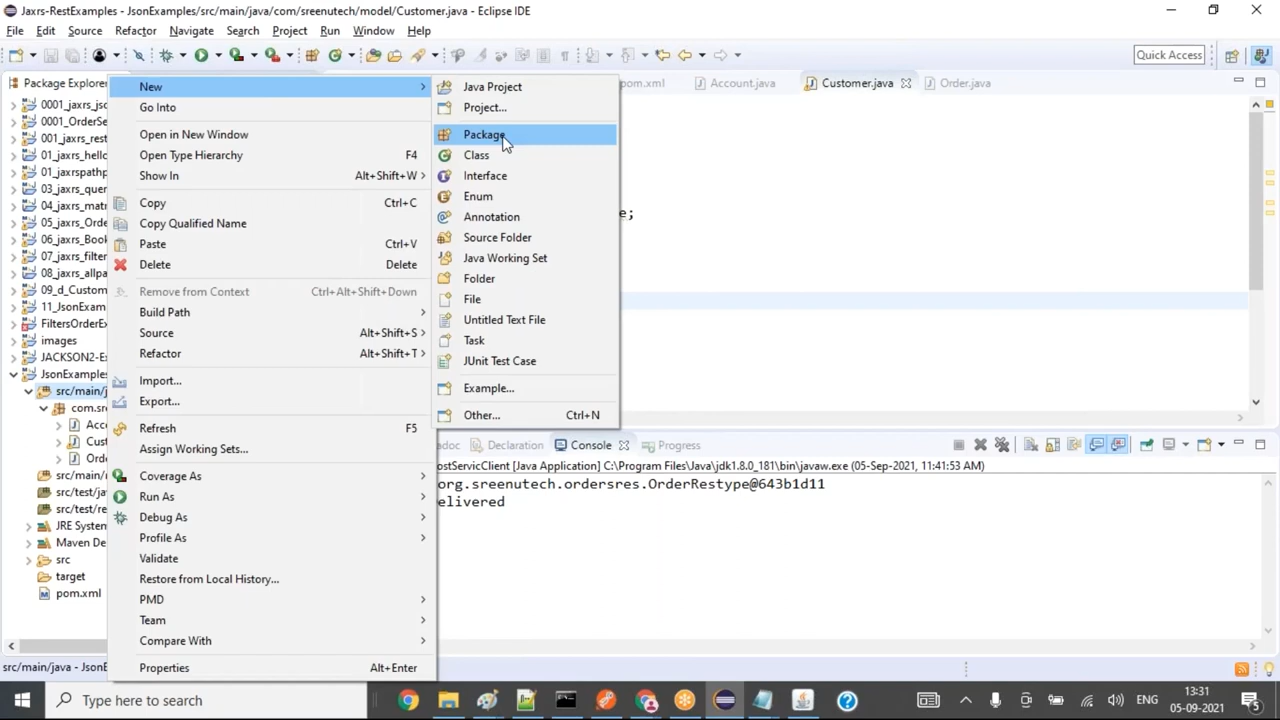 Jaxrs-RestExamples - JsonExamples/src/main/java/com/sreenutech/model/Customer.java - Eclipse IDE
File Edit Source Refactor Navigate Search Project Run Window Help
Quick Access
Package Explorer
pom.xml Account.java Customer.java Order.java
0001_jaxrs_jso
0001_OrderSe
001_jaxrs_rest
01_jaxrs_hello
01_jaxrspathp
03_jaxrs_quer
04_jaxrs_matr
05_jaxrs_Orde
06_jaxrs_Book
07_jaxrs_filter
08_jaxrs_allpa
09_d_Custom
11_JsonExam
FiltersOrderEx
images
JACKSON2-Ex
JsonExamples
src/main/j
com.sre
Acc
Cust
Ord
src/main/r
src/test/jav
src/test/re
JRE System
Maven De
src
target
pom.xml
New
Go Into
Open in New Window
Open Type Hierarchy F4
Show In Alt+Shift+W
Copy Ctrl+C
Copy Qualified Name
Paste Ctrl+V
Delete Delete
Remove from Context Ctrl+Alt+Shift+Down
Build Path
Source Alt+Shift+S
Refactor Alt+Shift+T
Import...
Export...
Refresh F5
Assign Working Sets...
Coverage As
Run As
Debug As
Profile As
Validate
Restore from Local History...
PMD
Team
Compare With
Properties Alt+Enter
Java Project
Project...
Package
Class
Interface
Enum
Annotation
Source Folder
Java Working Set
Folder
File
Untitled Text File
Task
JUnit Test Case
Example...
Other... Ctrl+N
e;
doc Declaration Console Progress
ostServicClient [Java Application] C:\Program Files\Java\jdk1.8.0_181\bin\javaw.exe (05-Sep-2021, 11:41:53 AM)
org.sreenutech.ordersres.OrderRestype@643b1d11
elivered
src/main/java - JsonE
Type here to search
ENG
13:31
05-09-2021
5